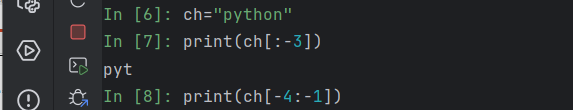 In [6]: ch="python"
In [7]: print(ch[:-3])
pyt
In [8]: print(ch[-4:-1])